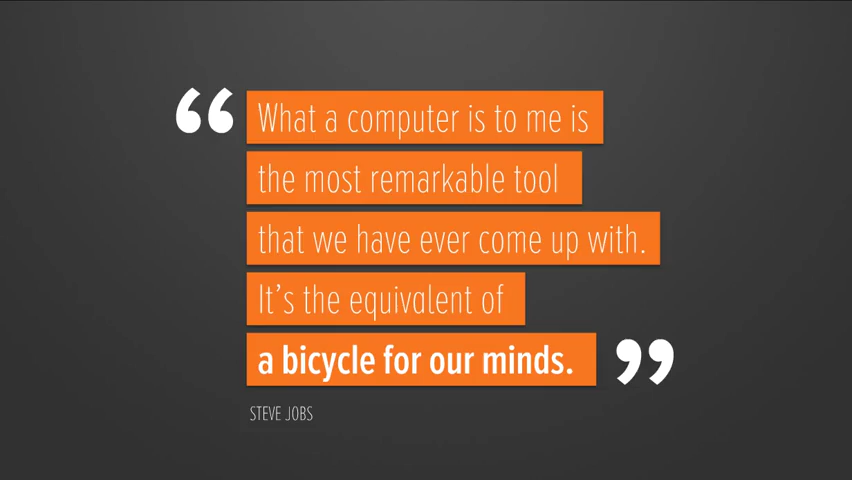 “What a computer is to me is
the most remarkable tool
that we have ever come up with.
It’s the equivalent of
a bicycle for our minds.”
STEVE JOBS